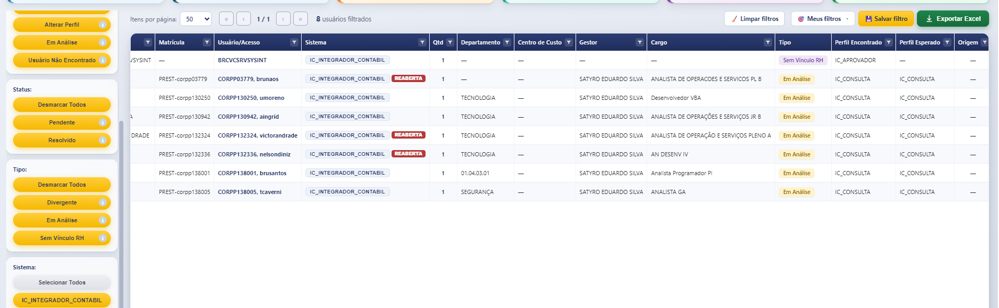 Alterar Perfil
Em Análise
Usuário Não Encontrado
Status:
Desmarcar Todos
Pendente
Resolvido
Tipo:
Desmarcar Todos
Divergente
Em Análise
Sem Vínculo RH
Sistema:
Selecionar Todos
IC_INTEGRADOR_CONTABIL
Itens por página: 50 « ‹ 1 / 1 › » 8 usuários filtrados Limpar filtros Meus filtros Salvar filtro Exportar Excel
Matrícula Usuário/Acesso Sistema Qtd Departamento Centro de Custo Gestor Cargo Tipo Perfil Encontrado Perfil Esperado Origem
VSYSINT — BRCVCSRVSYSINT IC_INTEGRADOR_CONTABIL 1 — — — — Sem Vínculo RH IC_APROVADOR — —
PREST-corpp03779 CORPP03779, brunaos IC_INTEGRADOR_CONTABIL REABERTA 1 — — SATYRO EDUARDO SILVA ANALISTA DE OPERACOES E SERVICOS PL B Em Análise IC_CONSULTA IC_CONSULTA —
PREST-corpp130250 CORPP130250, umoreno IC_INTEGRADOR_CONTABIL 1 TECNOLOGIA — SATYRO EDUARDO SILVA Desenvolvedor VBA Em Análise IC_CONSULTA IC_CONSULTA —
A PREST-corpp130942 CORPP130942, aingrid IC_INTEGRADOR_CONTABIL 1 TECNOLOGIA — SATYRO EDUARDO SILVA ANALISTA DE OPERAÇÕES E SERVIÇOS JR B Em Análise IC_CONSULTA IC_CONSULTA —
DRADE PREST-corpp132324 CORPP132324, victorandrade IC_INTEGRADOR_CONTABIL REABERTA 1 TECNOLOGIA — SATYRO EDUARDO SILVA ANALISTA DE OPERAÇÃO E SERVIÇOS PLENO A Em Análise IC_CONSULTA IC_CONSULTA —
PREST-corpp132336 CORPP132336, nelsondiniz IC_INTEGRADOR_CONTABIL REABERTA 1 TECNOLOGIA — SATYRO EDUARDO SILVA AN DESENV IV Em Análise IC_CONSULTA IC_CONSULTA —
PREST-corpp138001 CORPP138001, brusantos IC_INTEGRADOR_CONTABIL 1 01.04.03.01 — SATYRO EDUARDO SILVA Analista Programador Pl Em Análise IC_CONSULTA IC_CONSULTA —
PREST-corpp138005 CORPP138005, tcaverni IC_INTEGRADOR_CONTABIL 1 SEGURANÇA — SATYRO EDUARDO SILVA ANALISTA GA Em Análise IC_CONSULTA IC_CONSULTA —